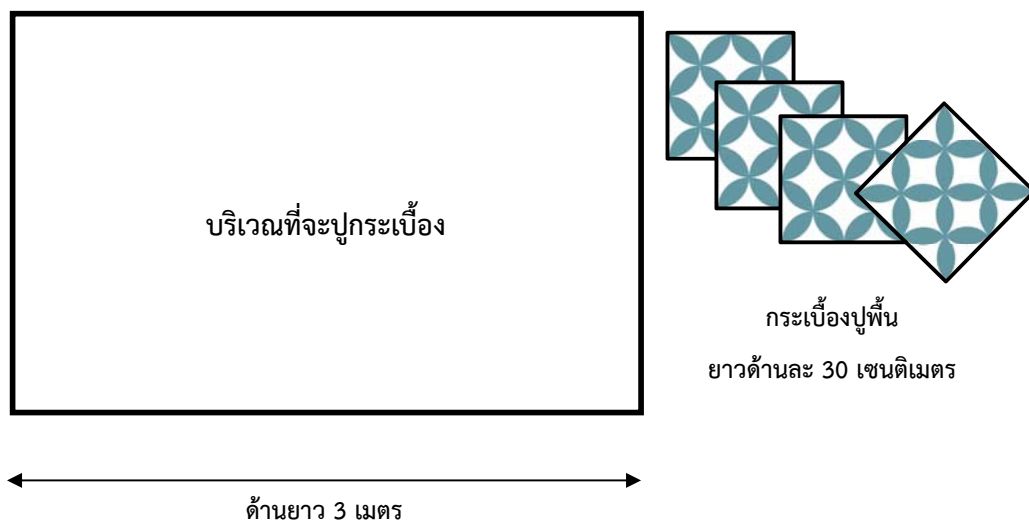 บริเวณที่จะปูกระเบื้อง
กระเบื้องปูพื้น
ยาวด้านละ 30 เซนติเมตร
ด้านยาว 3 เมตร